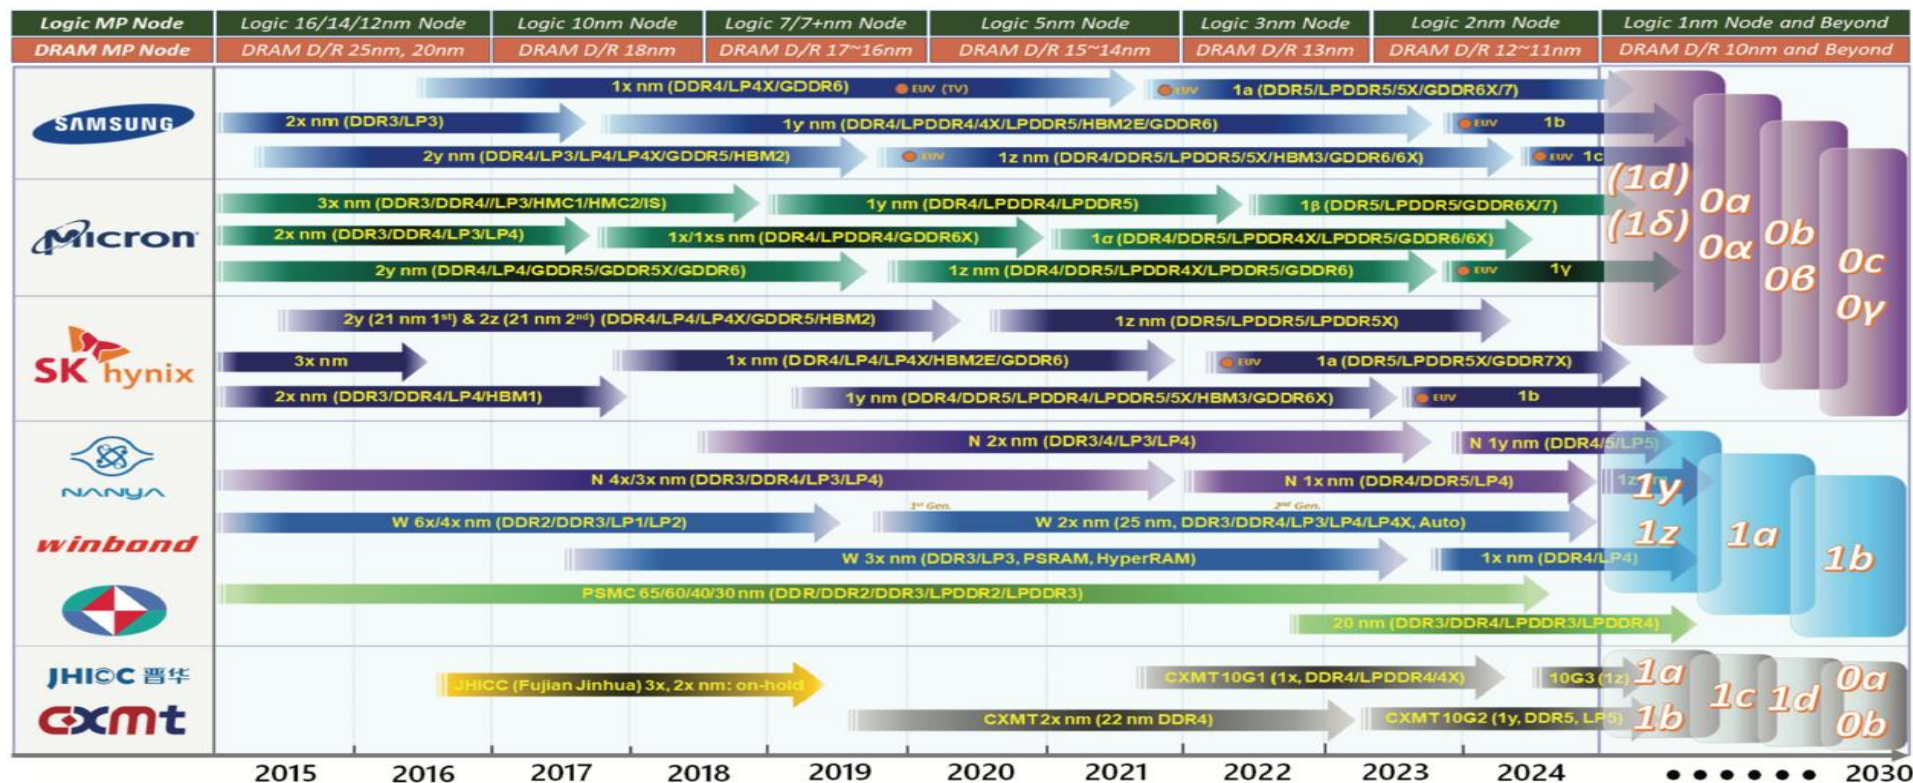 Logic MP Node Logic 16/14/12nm Node Logic 10nm Node Logic 7/7+nm Node Logic 5nm Node Logic 3nm Node Logic 2nm Node Logic 1nm Node and Beyond
DRAM MP Node DRAM D/R 25nm, 20nm DRAM D/R 18nm DRAM D/R 17~16nm DRAM D/R 15~14nm DRAM D/R 13nm DRAM D/R 12~11nm DRAM D/R 10nm and Beyond
SAMSUNG
1x nm (DDR4/LP4X/GDDR6) EUV (TV) EUV 1a (DDR5/LPDDR5/5X/GDDR6X/7)
2x nm (DDR3/LP3) 1y nm (DDR4/LPDDR4/4X/LPDDR5/HBM2E/GDDR6) EUV 1b
2y nm (DDR4/LP3/LP4/LP4X/GDDR5/HBM2) EUV 1z nm (DDR4/DDR5/LPDDR5/5X/HBM3/GDDR6/6X) EUV 1c
Micron
3x nm (DDR3/DDR4//LP3/HMC1/HMC2/IS) 1y nm (DDR4/LPDDR4/LPDDR5) 1β (DDR5/LPDDR5/GDDR6X/7)
2x nm (DDR3/DDR4/LP3/LP4) 1x/1xs nm (DDR4/LPDDR4/GDDR6X) 1α (DDR4/DDR5/LPDDR4X/LPDDR5/GDDR6/6X)
2y nm (DDR4/LP4/GDDR5/GDDR5X/GDDR6) 1z nm (DDR4/DDR5/LPDDR4X/LPDDR5/GDDR6) EUV 1γ
(1d)
(1δ)
0a
0α
0b
0β
0c
0γ
SK hynix
2y (21 nm 1st) & 2z (21 nm 2nd) (DDR4/LP4/LP4X/GDDR5/HBM2) 1z nm (DDR5/LPDDR5/LPDDR5X)
3x nm 1x nm (DDR4/LP4/LP4X/HBM2E/GDDR6) EUV 1a (DDR5/LPDDR5X/GDDR7X)
2x nm (DDR3/DDR4/LP4/HBM1) 1y nm (DDR4/DDR5/LPDDR4/LPDDR5/5X/HBM3/GDDR6X) EUV 1b
NANYA
N 2x nm (DDR3/4/LP3/LP4) N 1y nm (DDR4/5/LP5)
N 4x/3x nm (DDR3/DDR4/LP3/LP4) N 1x nm (DDR4/DDR5/LP4)
1st Gen. 2nd Gen.
winbond
W 6x/4x nm (DDR2/DDR3/LP1/LP2) W 2x nm (25 nm, DDR3/DDR4/LP3/LP4/LP4X, Auto)
W 3x nm (DDR3/LP3, PSRAM, HyperRAM) 1x nm (DDR4/LP4)
PSMC 65/60/40/30 nm (DDR/DDR2/DDR3/LPDDR2/LPDDR3)
20 nm (DDR3/DDR4/LPDDR3/LPDDR4)
1y
1z
1a
1b
JHICC 晋华
JHICC (Fujian Jinhua) 3x, 2x nm: on-hold CXMT 10G1 (1x, DDR4/LPDDR4/4X) 10G3 (1z)
cxmt
CXMT 2x nm (22 nm DDR4) CXMT 10G2 (1y, DDR5, LP5)
1a
1b
1c
1d
0a
0b
2015 2016 2017 2018 2019 2020 2021 2022 2023 2024 2030